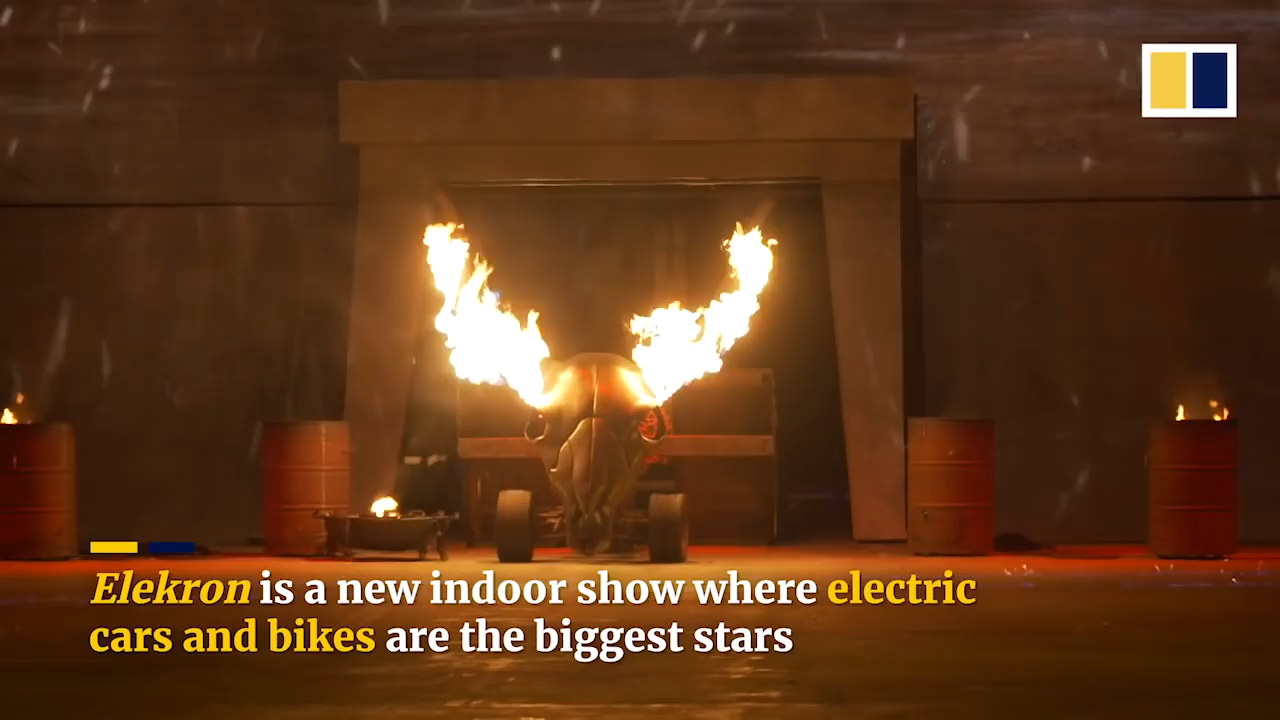 Elekron is a new indoor show where electric
cars and bikes are the biggest stars